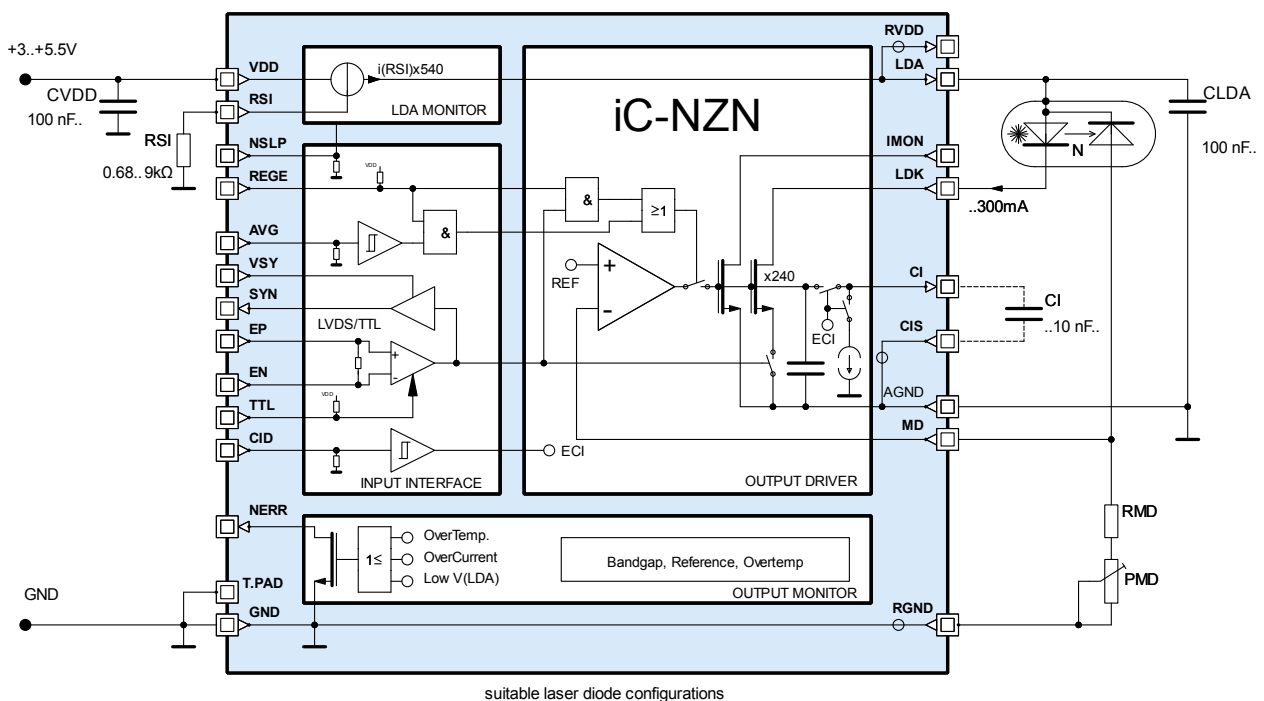 +3..+5.5V
CVDD
100 nF..
RSI
0.68..9kΩ
GND
VDD
RSI
NSLP
REGE
AVG
VSY
SYN
EP
EN
TTL
CID
NERR
T.PAD
GND
i(RSI)x540
LDA MONITOR
VDD
&
LVDS/TTL
+
-
VDD
ECI
INPUT INTERFACE
iC-NZN
&
≥1
REF
+
–
x240
ECI
OUTPUT DRIVER
1≤
OverTemp.
OverCurrent
Low V(LDA)
Bandgap, Reference, Overtemp
OUTPUT MONITOR
RVDD
LDA
IMON
LDK
CI
CIS
AGND
MD
RGND
N
CLDA
100 nF..
..300mA
CI
..10 nF..
RMD
PMD
suitable laser diode configurations